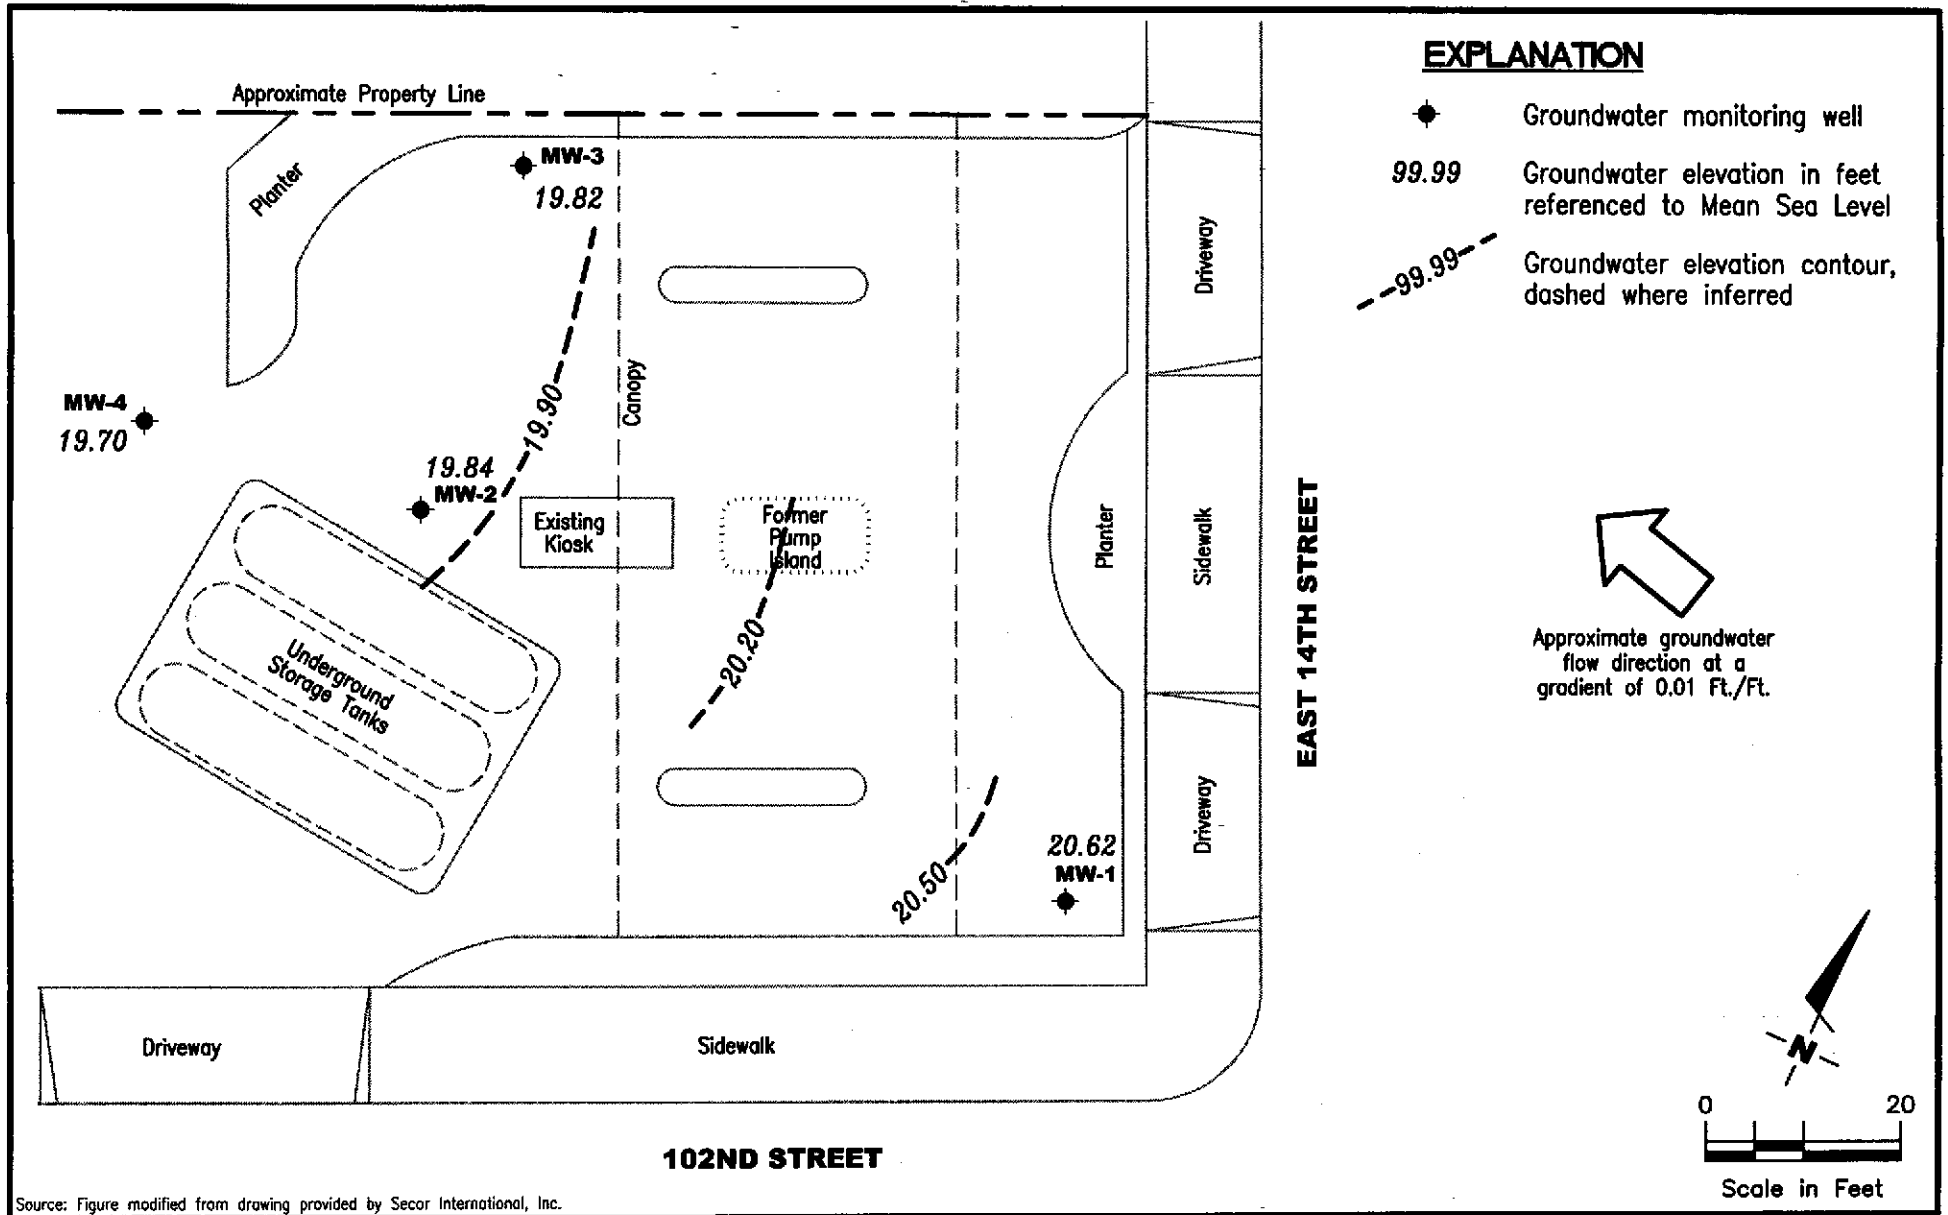 EXPLANATION
Groundwater monitoring well
99.99
Groundwater elevation in feet
referenced to Mean Sea Level
99.99
Groundwater elevation contour,
dashed where inferred
Approximate Property Line
Planter
MW-3
19.82
Driveway
Canopy
19.90
MW-4
19.70
19.84
MW-2
Existing
Kiosk
Former
Pump
Island
Planter
Sidewalk
EAST 14TH STREET
Approximate groundwater
flow direction at a
gradient of 0.01 Ft./Ft.
20.20
Underground
Storage Tanks
20.50
20.62
MW-1
Driveway
Driveway
Sidewalk
102ND STREET
N
0 20
Scale in Feet
Source: Figure modified from drawing provided by Secor International, Inc.